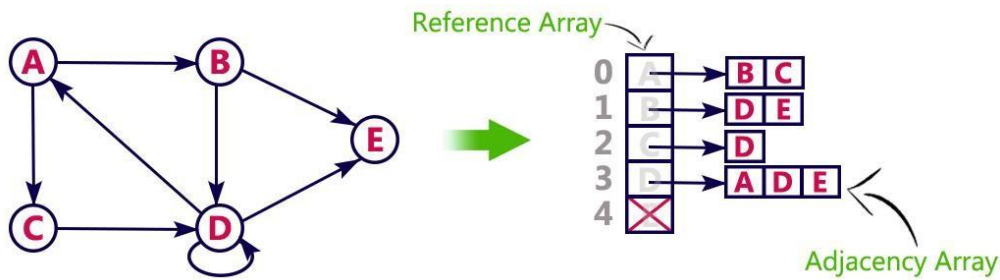 Reference Array
A B
C D
E
0 A B C
1 B D E
2 C D
3 D A D E
4 E
Adjacency Array